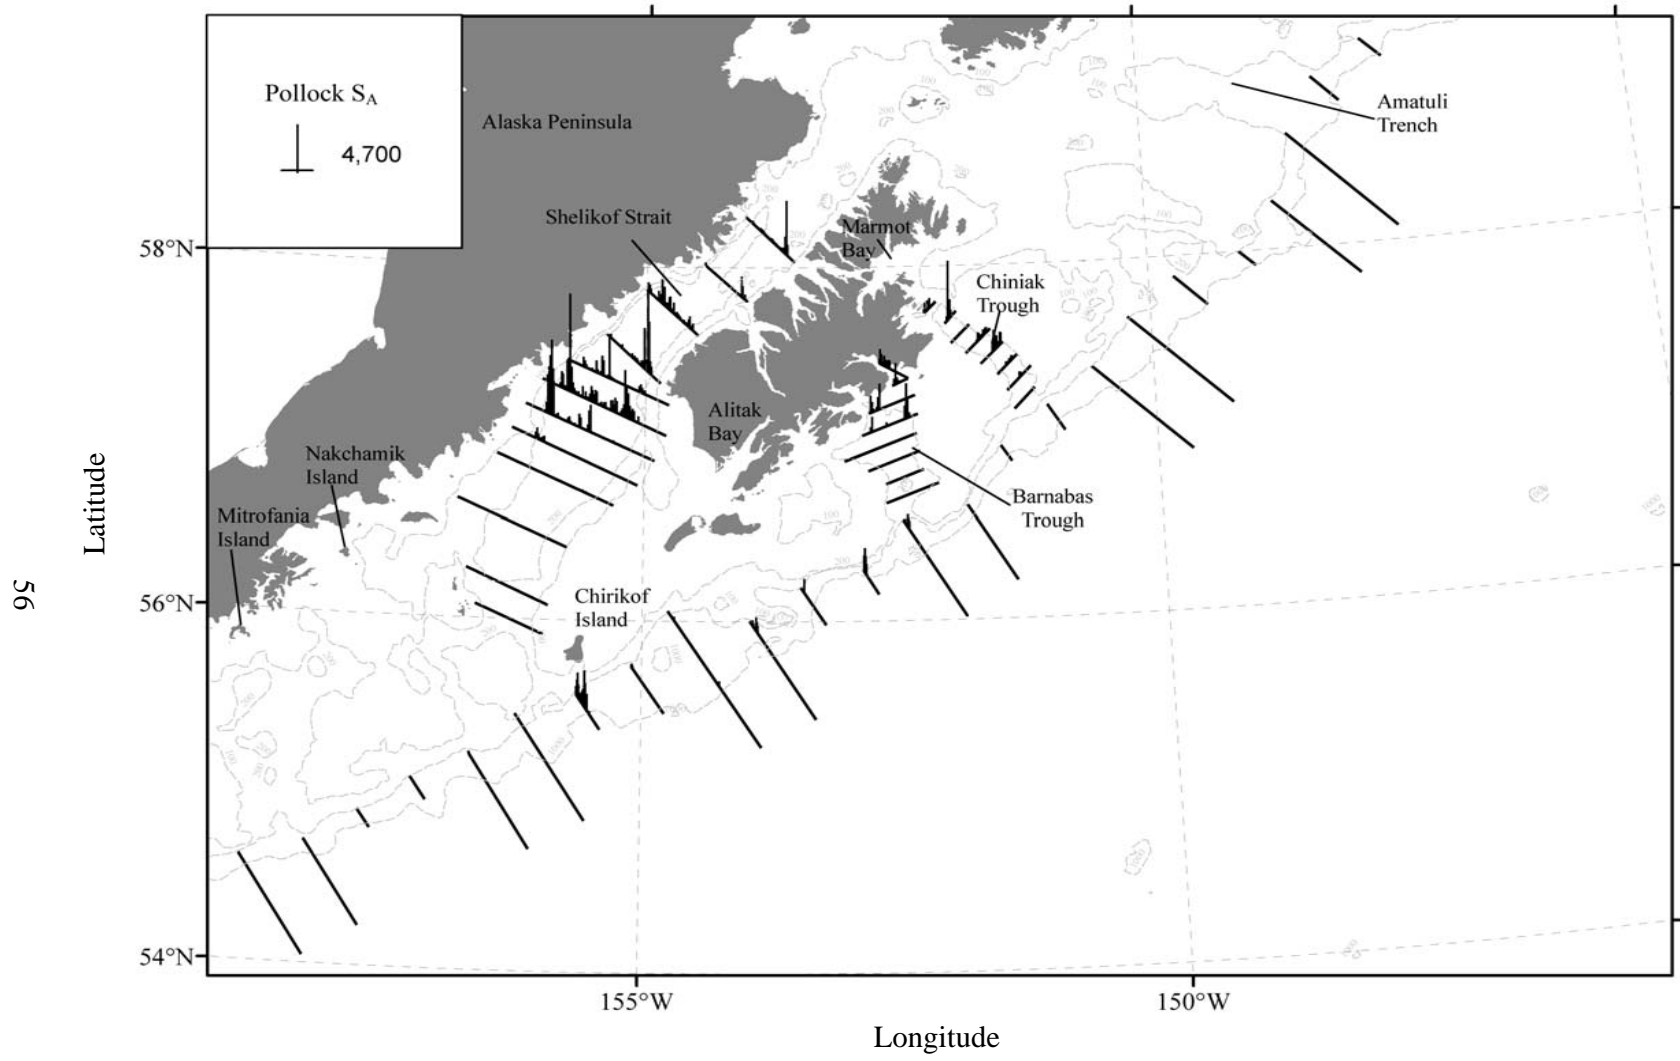 Pollock SA
4,700
Alaska Peninsula
Amatuli
Trench
Shelikof Strait
Marmot
Bay
58°N
Chiniak
Trough
Alitak
Bay
Nakchamik
Island
Mitrofania
Island
Barnabas
Trough
Latitude
56
56°N
Chirikof
Island
54°N
155°W
150°W
Longitude